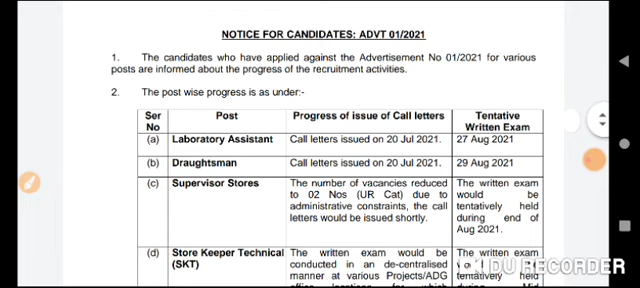 NOTICE FOR CANDIDATES: ADVT 01/2021
1. The candidates who have applied against the Advertisement No 01/2021 for various
posts are informed about the progress of the recruitment activities.
2. The post wise progress is as under:-
Ser No Post Progress of issue of Call letters Tentative Written Exam
(a) Laboratory Assistant Call letters issued on 20 Jul 2021. 27 Aug 2021
(b) Draughtsman Call letters issued on 20 Jul 2021. 29 Aug 2021
(c) Supervisor Stores The number of vacancies reduced The written exam
to 02 Nos (UR Cat) due to would be
administrative constraints, the call tentatively held
letters would be issued shortly. during end of
Aug 2021.
(d) Store Keeper Technical The written exam would be The written exam
(SKT) conducted in an de-centralised
manner at various Projects/ADG tentatively held
DU RECORDER